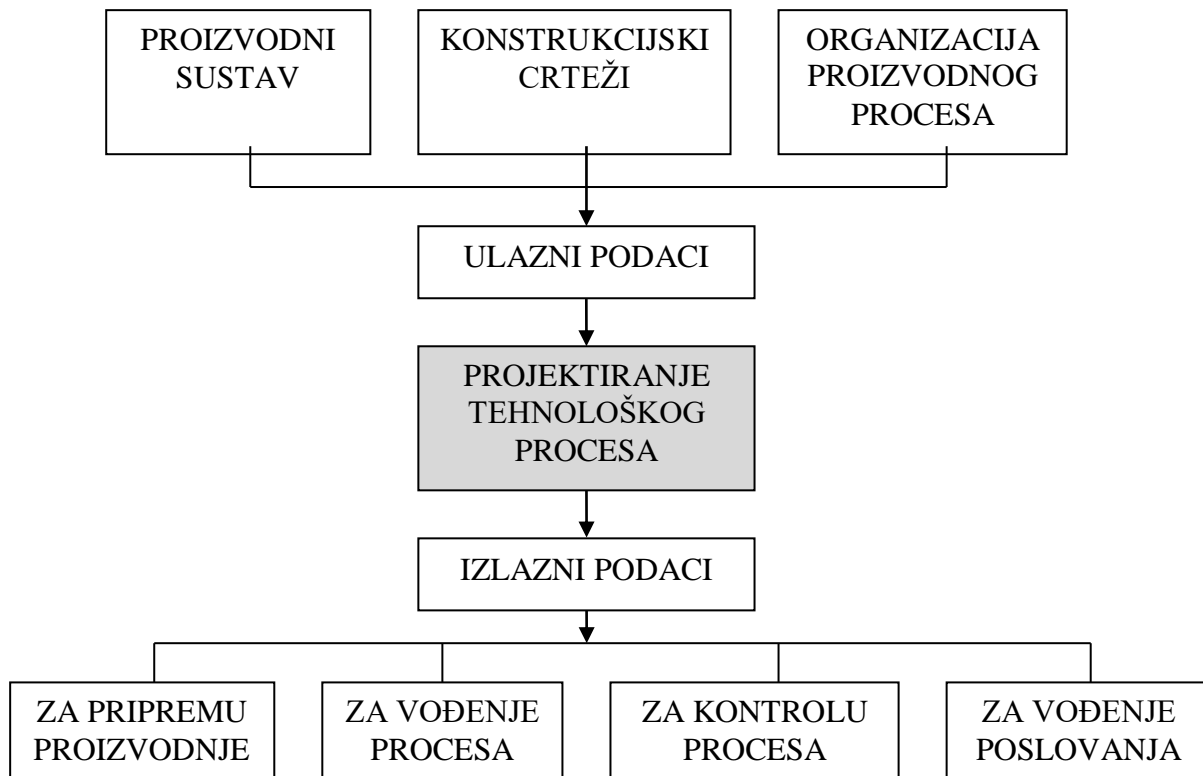 PROIZVODNI
SUSTAV
KONSTRUKCIJSKI
CRTEŽI
ORGANIZACIJA
PROIZVODNOG
PROCESA
ULAZNI PODACI
PROJEKTIRANJE
TEHNOLOŠKOG
PROCESA
IZLAZNI PODACI
ZA PRIPREMU
PROIZVODNJE
ZA VOĐENJE
PROCESA
ZA KONTROLU
PROCESA
ZA VOĐENJE
POSLOVANJA